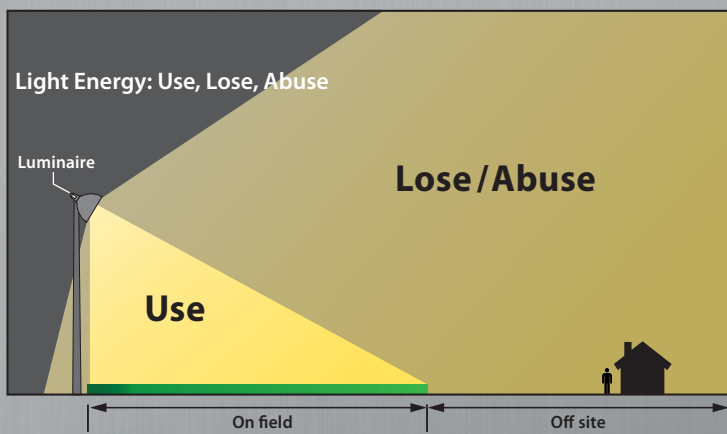 Light Energy: Use, Lose, Abuse
Luminaire
Lose/Abuse
Use
On field
Off site